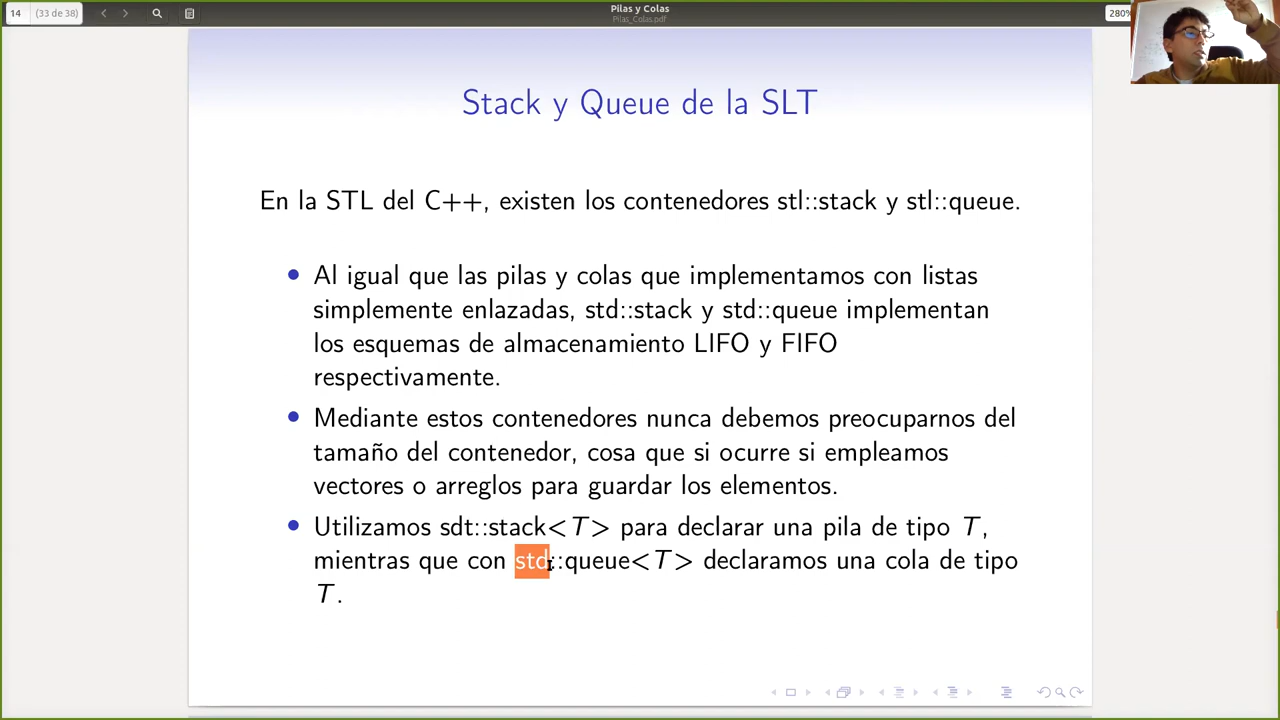 14 (33 de 38)
Pilas y Colas
Pilas_Colas.pdf
280%
Stack y Queue de la SLT
En la STL del C++, existen los contenedores stl::stack y stl::queue.
• Al igual que las pilas y colas que implementamos con listas
simplemente enlazadas, std::stack y std::queue implementan
los esquemas de almacenamiento LIFO y FIFO
respectivamente.
• Mediante estos contenedores nunca debemos preocuparnos del
tamaño del contenedor, cosa que si ocurre si empleamos
vectores o arreglos para guardar los elementos.
• Utilizamos sdt::stack<T> para declarar una pila de tipo T,
mientras que con std::queue<T> declaramos una cola de tipo
T.